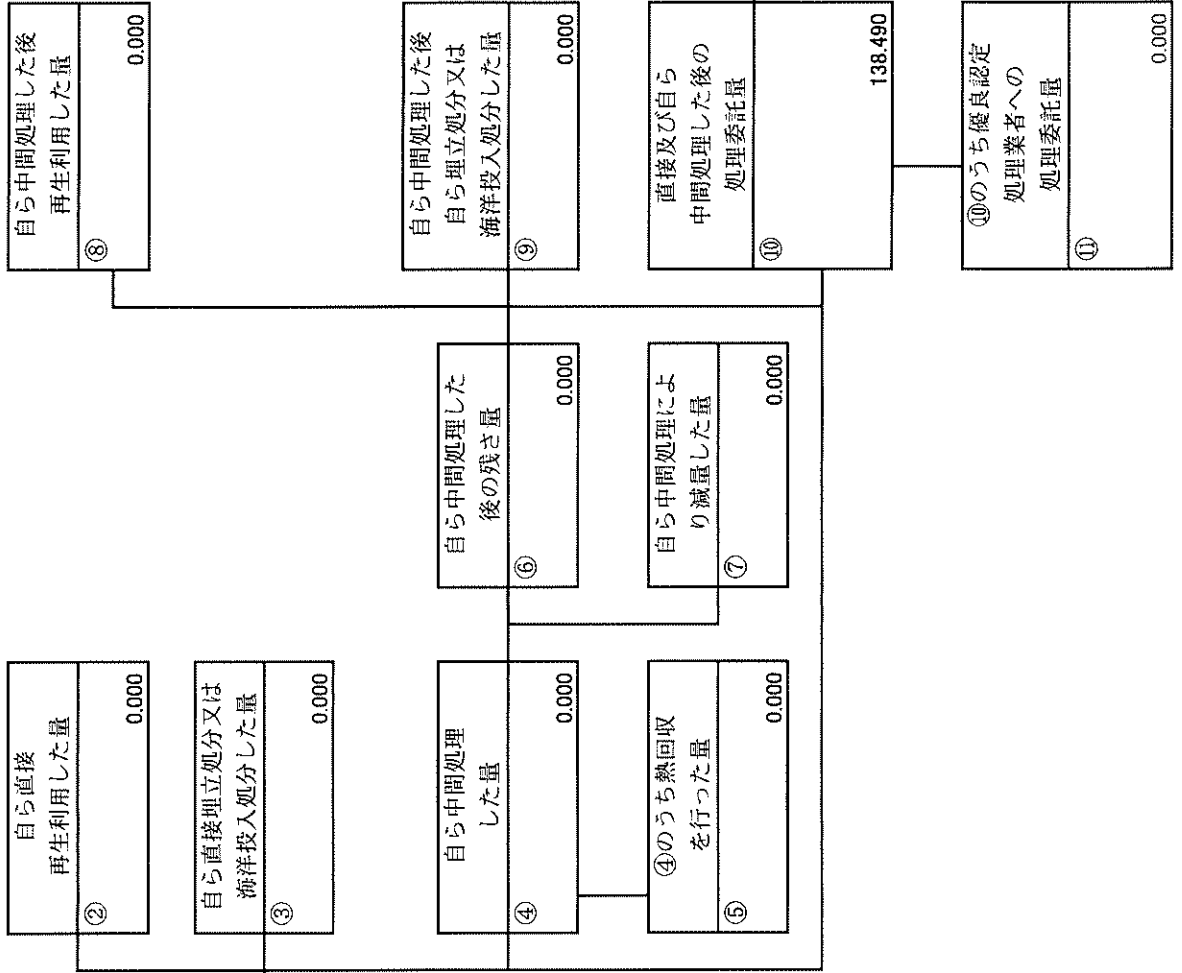 自ら直接
再生利用した量
②
0.000
自ら直接埋立処分又は
海洋投入処分した量
③
0.000
自ら中間処理
した量
④
0.000
④のうち熱回収
を行った量
⑤
0.000
自ら中間処理した
後の残さ量
⑥
0.000
自ら中間処理によ
り減量した量
⑦
0.000
自ら中間処理した後
再生利用した量
⑧
0.000
自ら中間処理した後
自ら埋立処分又は
海洋投入処分した量
⑨
0.000
直接及び自ら
中間処理した後の
処理委託量
⑩
138.490
⑩のうち優良認定
処理業者への
処理委託量
⑪
0.000